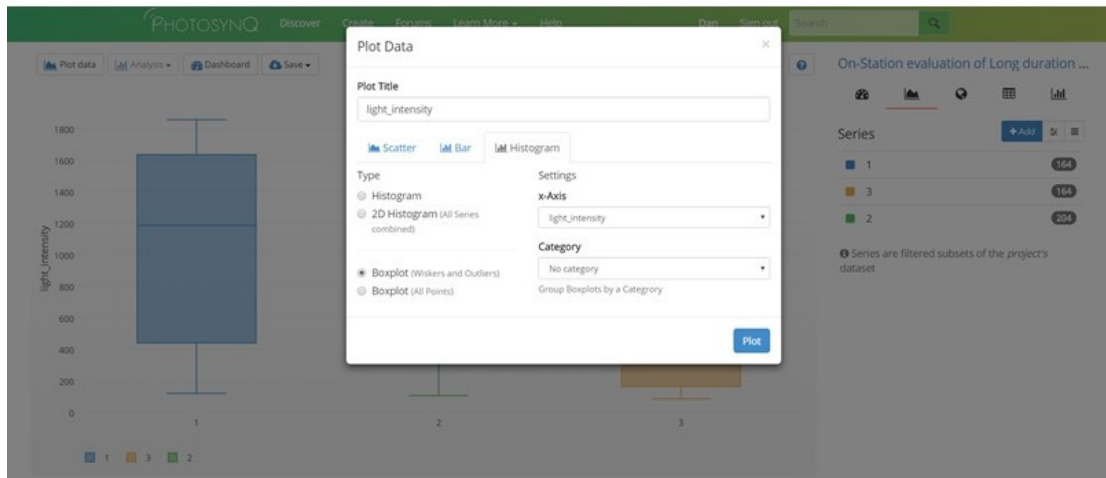 PHOTOSYNQ Discover Create Forums Learn More Help Dan Sign out Search
Plot data Analysis Dashboard Save
Plot Data ×
Plot Title
light_intensity
Scatter Bar Histogram
Type
Histogram
2D Histogram (All Series
combined)
Boxplot (Wiskers and Outliers)
Boxplot (All Points)
Settings
x-Axis
light_intensity
Category
No category
Group Boxplots by a Categrory
Plot
On-Station evaluation of Long duration ...
Series +Add
1 164
3 164
2 204
Series are filtered subsets of the project's
dataset
light_intensity
1800
1600
1400
1200
1000
800
600
400
200
0
1 2 3
1 3 2